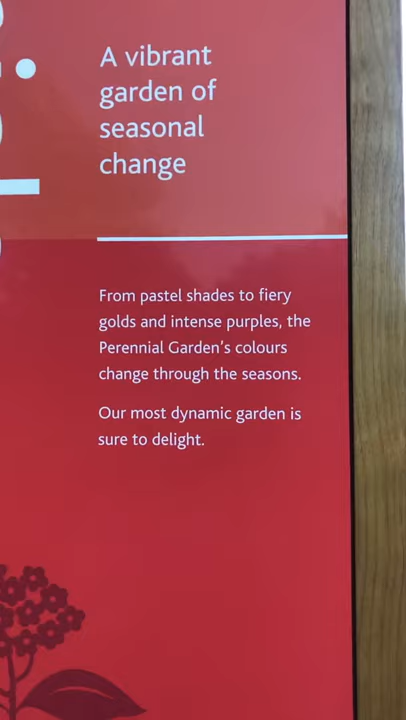 A vibrant
garden of
seasonal
change
From pastel shades to fiery
golds and intense purples, the
Perennial Garden's colours
change through the seasons.
Our most dynamic garden is
sure to delight.